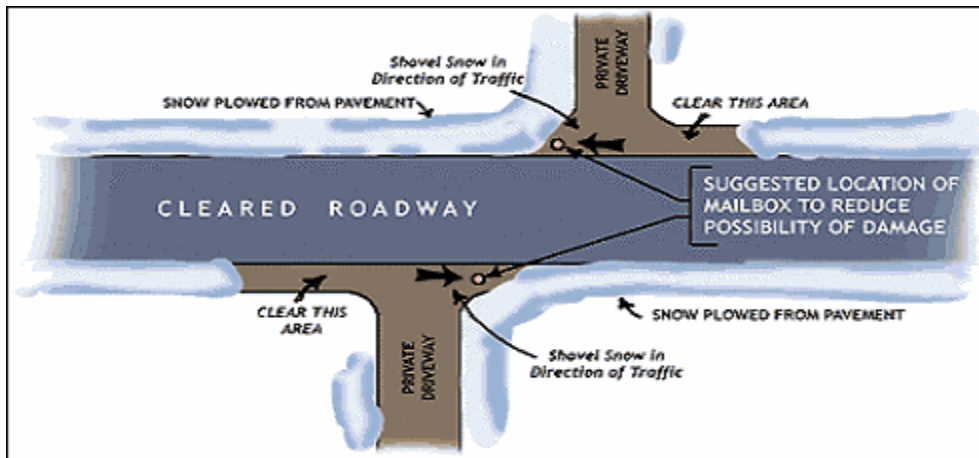 Shovel Snow in
Direction of Traffic
PRIVATE
DRIVEWAY
SNOW PLOWED FROM PAVEMENT
CLEAR THIS AREA
CLEARED ROADWAY
SUGGESTED LOCATION OF
MAILBOX TO REDUCE
POSSIBILITY OF DAMAGE
CLEAR THIS
AREA
SNOW PLOWED FROM PAVEMENT
PRIVATE
DRIVEWAY
Shovel Snow in
Direction of Traffic